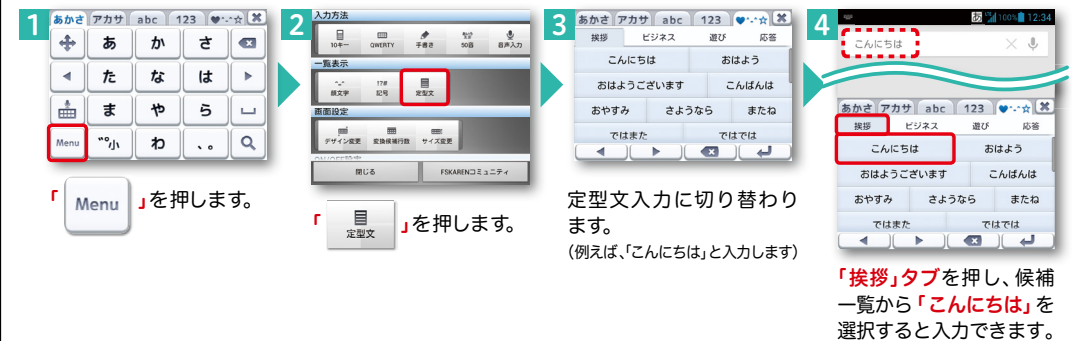 1
あかさ アカサ abc 123 ♥･-･☆ ×
あ か さ
た な は
ま や ら
Menu ゛゜小 わ 、。
「 Menu 」を押します。
2
入力方法
10キー QWERTY 手書き 50音 音声入力
一覧表示
^_^ !?#
顔文字 記号 定型文
画面設定
デザイン変更 変換候補行数 サイズ変更
ON/OFF設定
閉じる FSKARENコミュニティ
「 定型文 」を押します。
3
あかさ アカサ abc 123 ♥･-･☆ ×
挨拶 ビジネス 遊び 応答
こんにちは おはよう
おはようございます こんばんは
おやすみ さようなら またね
ではまた ではでは
定型文入力に切り替わり
ます。
(例えば、「こんにちは」と入力します)
4
あ 100% 12:34
こんにちは ×
あかさ アカサ abc 123 ♥･-･☆ ×
挨拶 ビジネス 遊び 応答
こんにちは おはよう
おはようございます こんばんは
おやすみ さようなら またね
ではまた ではでは
「挨拶」タブを押し、候補
一覧から「こんにちは」を
選択すると入力できます。